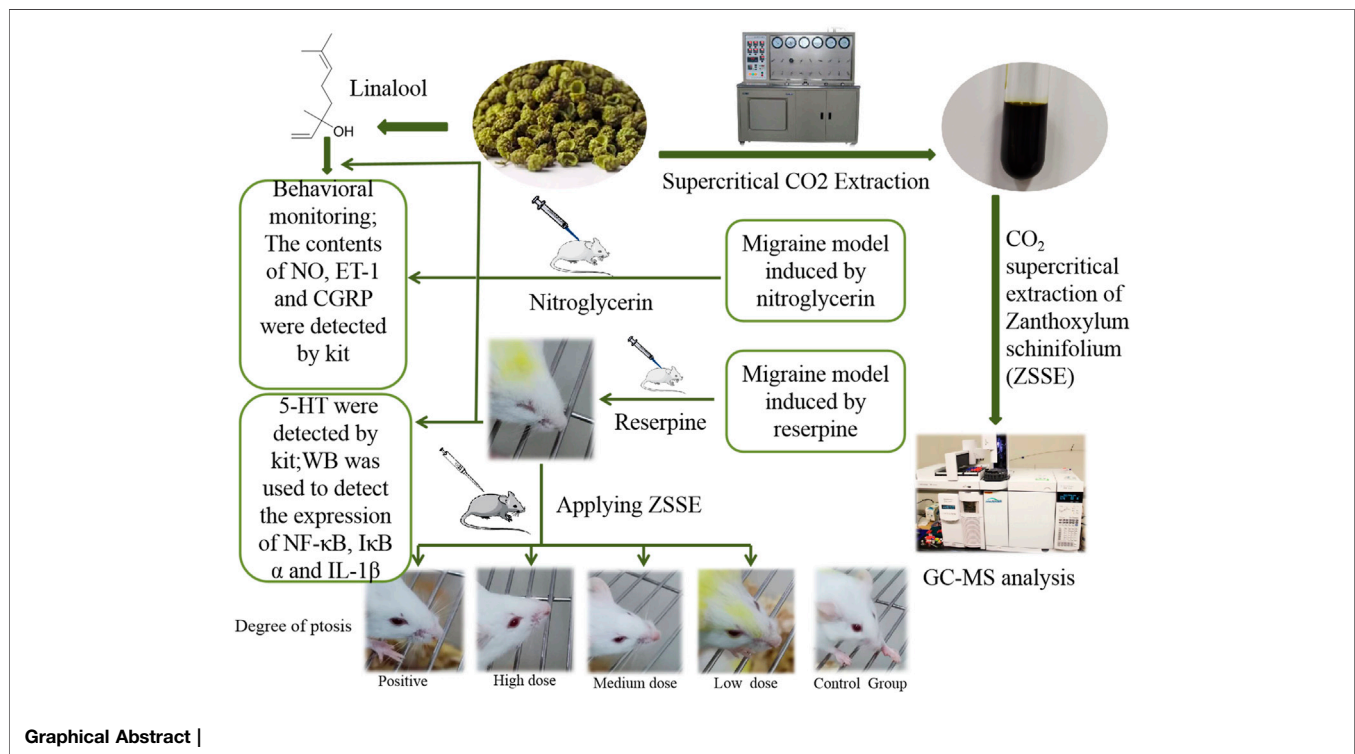 Linalool
OH
Supercritical CO2 Extraction
Behavioral
monitoring;
The contents
of NO, ET-1
and CGRP
were detected
by kit
Nitroglycerin
Migraine model
induced by
nitroglycerin
CO₂
supercritical
extraction of
Zanthoxylum
schinifolium
(ZSSE)
Reserpine
Migraine model
induced by
reserpine
5-HT were
detected by
kit;WB was
used to detect
the expression
of NF-κB, IκB
α and IL-1β
Applying ZSSE
GC-MS analysis
Degree of ptosis
Positive
High dose
Medium dose
Low dose
Control Group
Graphical Abstract |